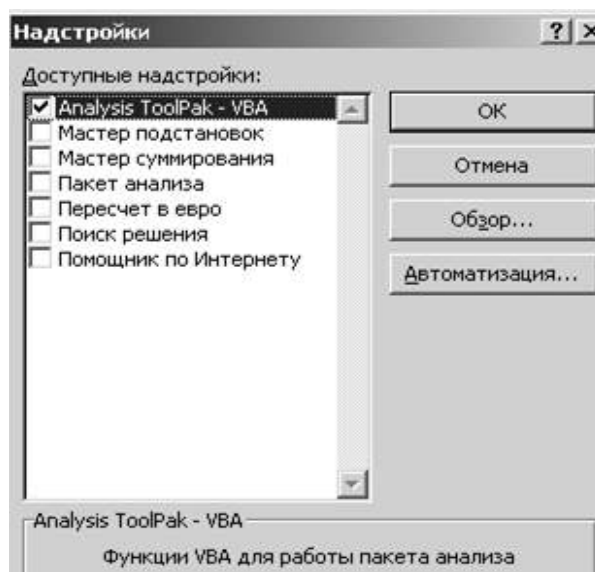 Надстройки
Доступные надстройки:
Analysis ToolPak - VBA
Мастер подстановок
Мастер суммирования
Пакет анализа
Пересчет в евро
Поиск решения
Помощник по Интернету
ОК
Отмена
Обзор...
Автоматизация...
Analysis ToolPak - VBA
Функции VBA для работы пакета анализа